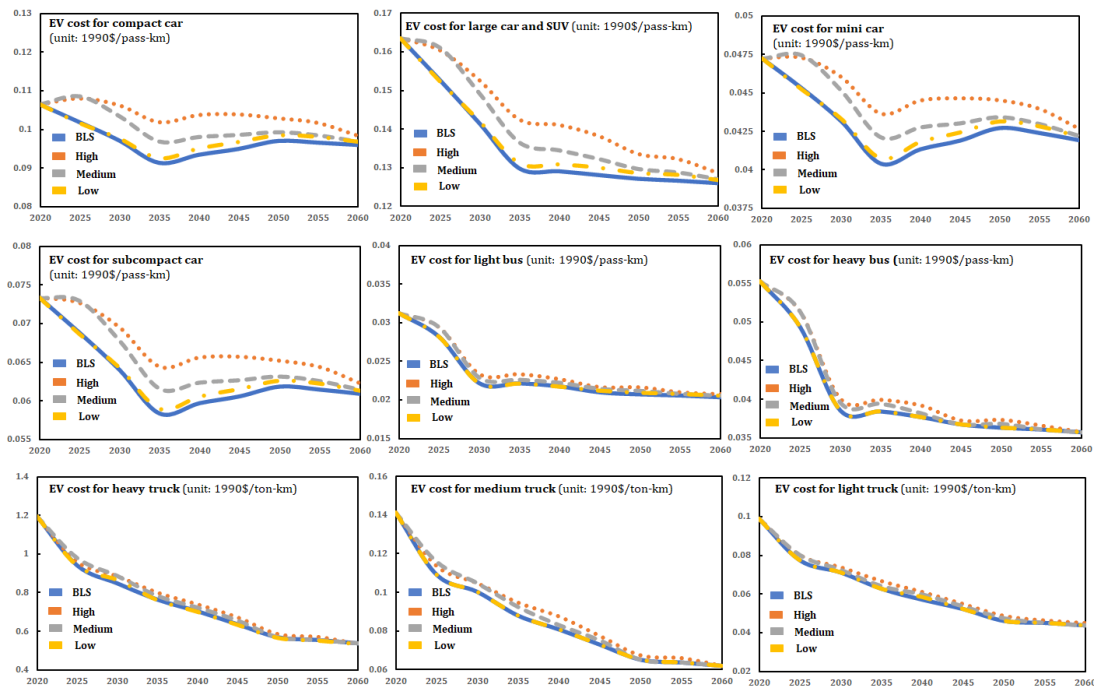 EV cost for compact car
(unit: 1990$/pass-km)
0.13
0.12
0.11
0.1
0.09
0.08
BLS
High
Medium
Low
2020 2025 2030 2035 2040 2045 2050 2055 2060
EV cost for large car and SUV (unit: 1990$/pass-km)
0.17
0.16
0.15
0.14
0.13
0.12
BLS
High
Medium
Low
2020 2025 2030 2035 2040 2045 2050 2055 2060
EV cost for mini car
(unit: 1990$/pass-km)
0.05
0.0475
0.045
0.0425
0.04
0.0375
BLS
High
Medium
Low
2020 2025 2030 2035 2040 2045 2050 2055 2060
EV cost for subcompact car
(unit: 1990$/pass-km)
0.08
0.075
0.07
0.065
0.06
0.055
BLS
High
Medium
Low
2020 2025 2030 2035 2040 2045 2050 2055 2060
EV cost for light bus (unit: 1990$/pass-km)
0.04
0.03
0.02
0.015
BLS
High
Medium
Low
2020 2025 2030 2035 2040 2045 2050 2055 2060
EV cost for heavy bus (unit: 1990$/pass-km)
0.06
0.055
0.05
0.045
0.04
0.035
BLS
High
Medium
Low
2020 2025 2030 2035 2040 2045 2050 2055 2060
EV cost for heavy truck (unit: 1990$/ton-km)
1.4
1.2
1
0.8
0.6
0.4
BLS
High
Medium
Low
2020 2025 2030 2035 2040 2045 2050 2055 2060
EV cost for medium truck (unit: 1990$/ton-km)
0.16
0.14
0.12
0.1
0.08
0.06
BLS
High
Medium
Low
2020 2025 2030 2035 2040 2045 2050 2055 2060
EV cost for light truck (unit: 1990$/ton-km)
0.12
0.1
0.08
0.06
0.04
0.02
BLS
High
Medium
Low
2020 2025 2030 2035 2040 2045 2050 2055 2060